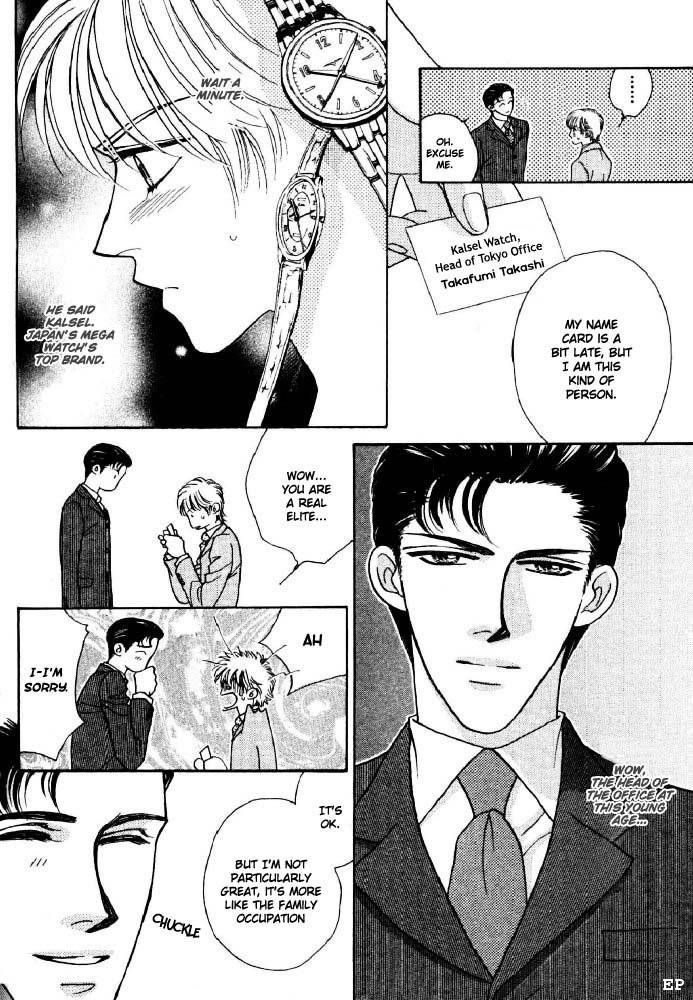 ......
OH.
EXCUSE
ME.
Kalsel Watch,
Head of Tokyo Office
Takafumi Takashi
MY NAME
CARD IS A
BIT LATE, BUT
I AM THIS
KIND OF
PERSON.
WAIT A
MINUTE.
HE SAID
KALSEL.
JAPAN'S MEGA
WATCH'S
TOP BRAND.
WOW...
YOU ARE
A REAL
ELITE...
WOW,
THE HEAD OF
THE OFFICE AT
THIS YOUNG
AGE...
AH
I-I'M
SORRY.
IT'S
OK.
BUT I'M NOT
PARTICULARLY
GREAT, IT'S MORE
LIKE THE FAMILY
OCCUPATION
CHUCKLE
EP